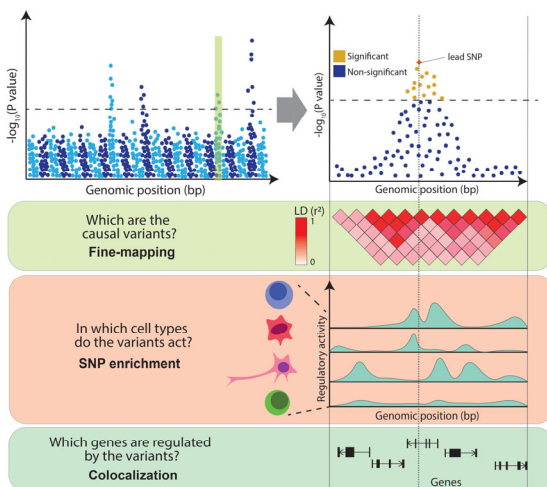 -log10(P value)
Genomic position (bp)
Significant
Non-significant
lead SNP
-log10(P value)
Genomic position (bp)
Which are the
causal variants?
Fine-mapping
LD (r²)
1
0
In which cell types
do the variants act?
SNP enrichment
Regulatory activity
Genomic position (bp)
Which genes are regulated
by the variants?
Colocalization
Genes